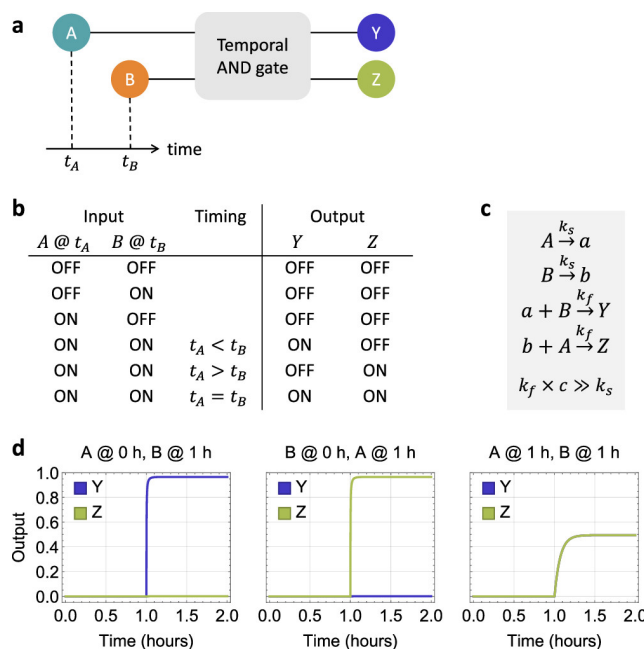 a
A
Temporal
AND gate
Y
B
Z
t_A
t_B
time
b
Input Timing Output
A @ t_A B @ t_B Y Z
OFF OFF OFF OFF
OFF ON OFF OFF
ON OFF OFF OFF
ON ON t_A < t_B ON OFF
ON ON t_A > t_B OFF ON
ON ON t_A = t_B ON ON
c
A →^{k_s} a
B →^{k_s} b
a + B →^{k_f} Y
b + A →^{k_f} Z
k_f × c ≫ k_s
d
A @ 0 h, B @ 1 h
B @ 0 h, A @ 1 h
A @ 1 h, B @ 1 h
Output
1.0
0.8
0.6
0.4
0.2
0.0
Y
Z
Y
Z
Y
Z
0.0 0.5 1.0 1.5 2.0
0.0 0.5 1.0 1.5 2.0
0.0 0.5 1.0 1.5 2.0
Time (hours)
Time (hours)
Time (hours)